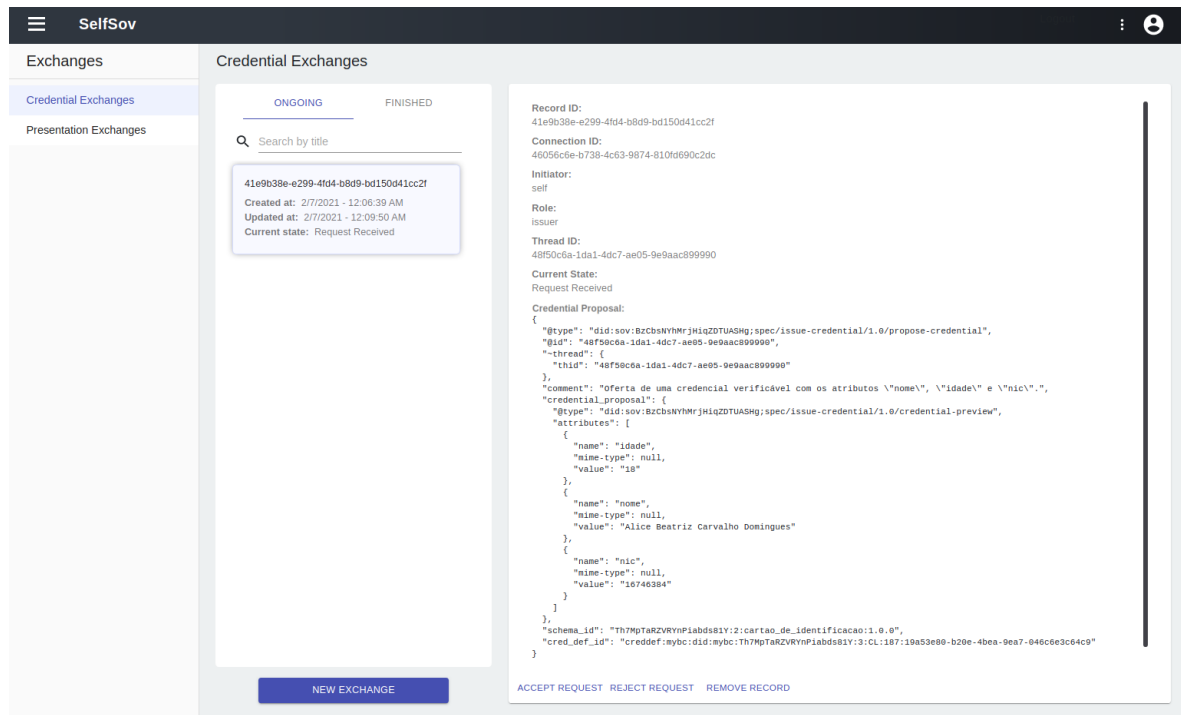 SelfSov
Exchanges
Credential Exchanges
Presentation Exchanges
Credential Exchanges
ONGOING
FINISHED
Search by title
41e9b38e-e299-4fd4-b8d9-bd150d41cc2f
Created at: 2/7/2021 - 12:06:39 AM
Updated at: 2/7/2021 - 12:09:50 AM
Current state: Request Received
NEW EXCHANGE
Record ID:
41e9b38e-e299-4fd4-b8d9-bd150d41cc2f
Connection ID:
46056c6e-b738-4c63-9874-810fd690c2dc
Initiator:
self
Role:
issuer
Thread ID:
48f50c6a-1da1-4dc7-ae05-9e9aac899990
Current State:
Request Received
Credential Proposal:
{
"@type": "did:sov:BzCbsNYhMrjHiqZDTUASHg;spec/issue-credential/1.0/propose-credential",
"@id": "48f50c6a-1da1-4dc7-ae05-9e9aac899990",
"~thread": {
"thid": "48f50c6a-1da1-4dc7-ae05-9e9aac899990"
},
"comment": "Oferta de uma credencial verificável com os atributos \"nome\", \"idade\" e \"nic\".",
"credential_proposal": {
"@type": "did:sov:BzCbsNYhMrjHiqZDTUASHg;spec/issue-credential/1.0/credential-preview",
"attributes": [
{
"name": "idade",
"mime-type": null,
"value": "18"
},
{
"name": "nome",
"mime-type": null,
"value": "Alice Beatriz Carvalho Domingues"
},
{
"name": "nic",
"mime-type": null,
"value": "16746384"
}
]
},
"schema_id": "Th7MpTaRZVRYnPiabds81Y:2:cartao_de_identificacao:1.0.0",
"cred_def_id": "creddef:mybc:did:mybc:Th7MpTaRZVRYnPiabds81Y:3:CL:187:19a53e80-b20e-4bea-9ea7-046c6e3c64c9"
}
ACCEPT REQUEST REJECT REQUEST REMOVE RECORD